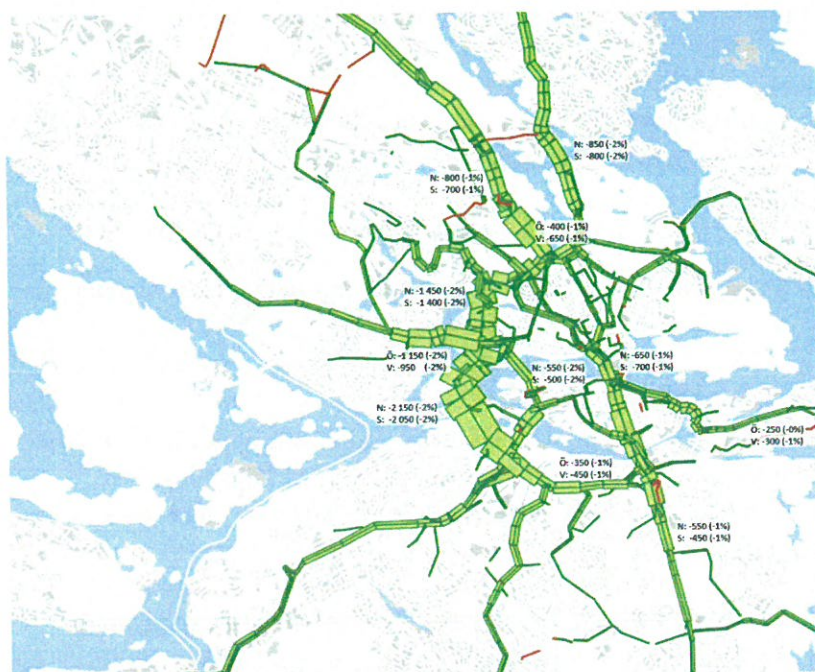 N: -850 (-2%)
S: -800 (-2%)
N: -800 (-1%)
S: -700 (-1%)
Ö: -400 (-1%)
V: -650 (-1%)
N: -1 450 (-2%)
S: -1 400 (-2%)
Ö: -1 150 (-2%)
V: -950 (-2%)
N: -550 (-2%)
S: -500 (-2%)
N: -650 (-1%)
S: -700 (-1%)
N: -2 150 (-2%)
S: -2 050 (-2%)
Ö: -250 (-0%)
V: -300 (-1%)
Ö: -350 (-1%)
V: -450 (-1%)
N: -550 (-1%)
S: -450 (-1%)